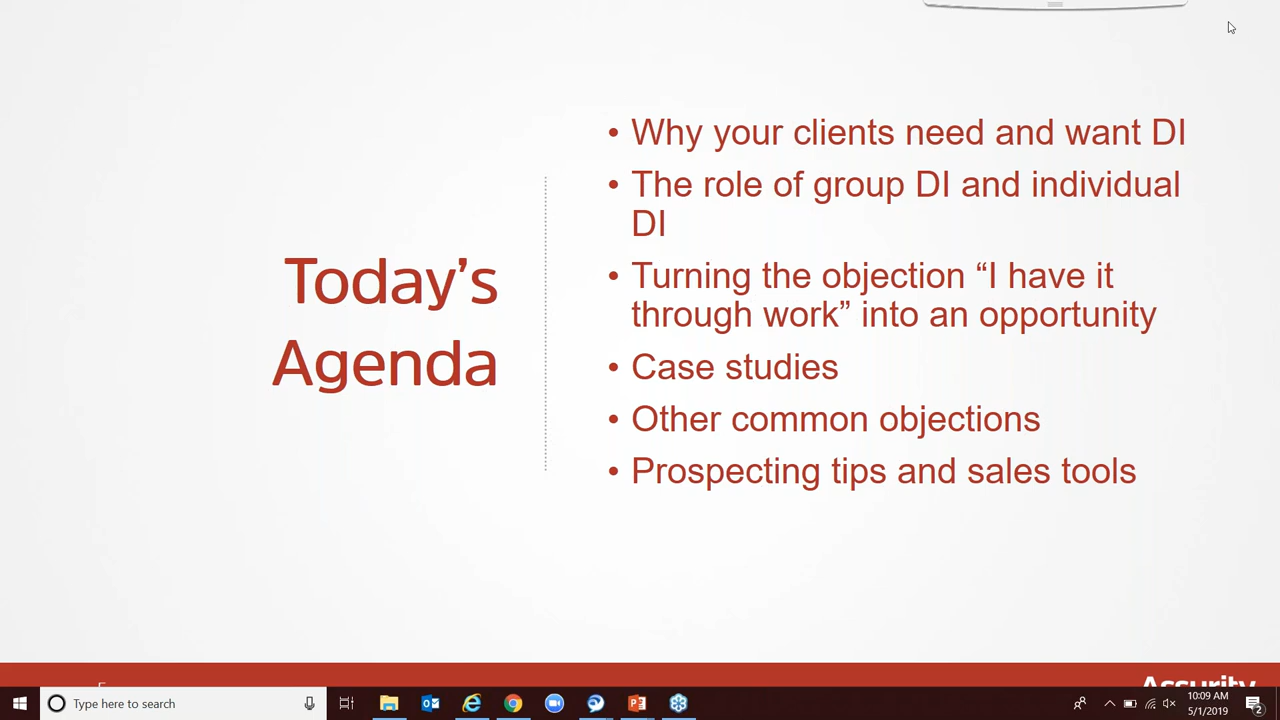 Today’s
Agenda
• Why your clients need and want DI
• The role of group DI and individual
DI
• Turning the objection “I have it
through work” into an opportunity
• Case studies
• Other common objections
• Prospecting tips and sales tools
Assurity
Type here to search
10:09 AM
5/1/2019
2